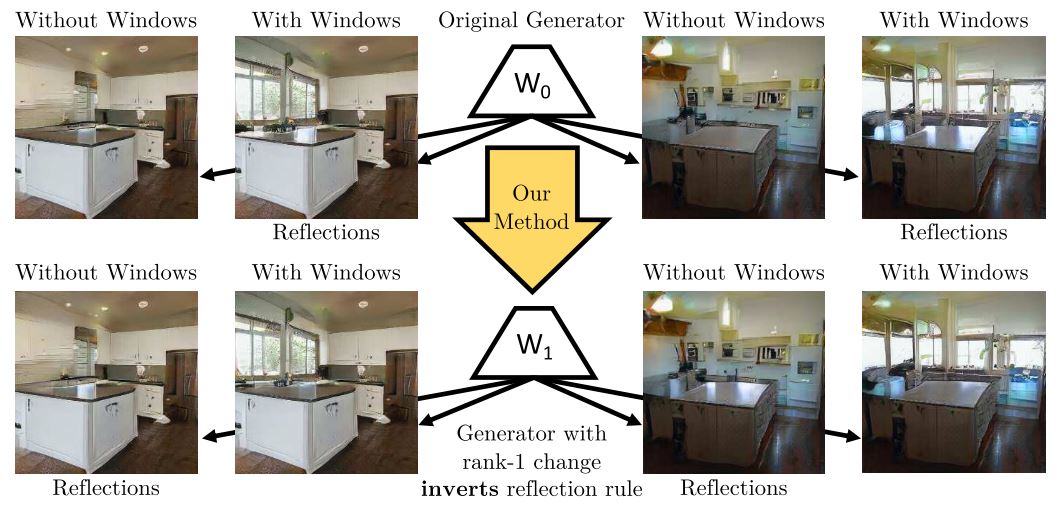 Without Windows
With Windows
Original Generator
Without Windows
With Windows
W0
Our
Method
Reflections
Reflections
Without Windows
With Windows
Without Windows
With Windows
W1
Generator with
rank-1 change
inverts reflection rule
Reflections
Reflections